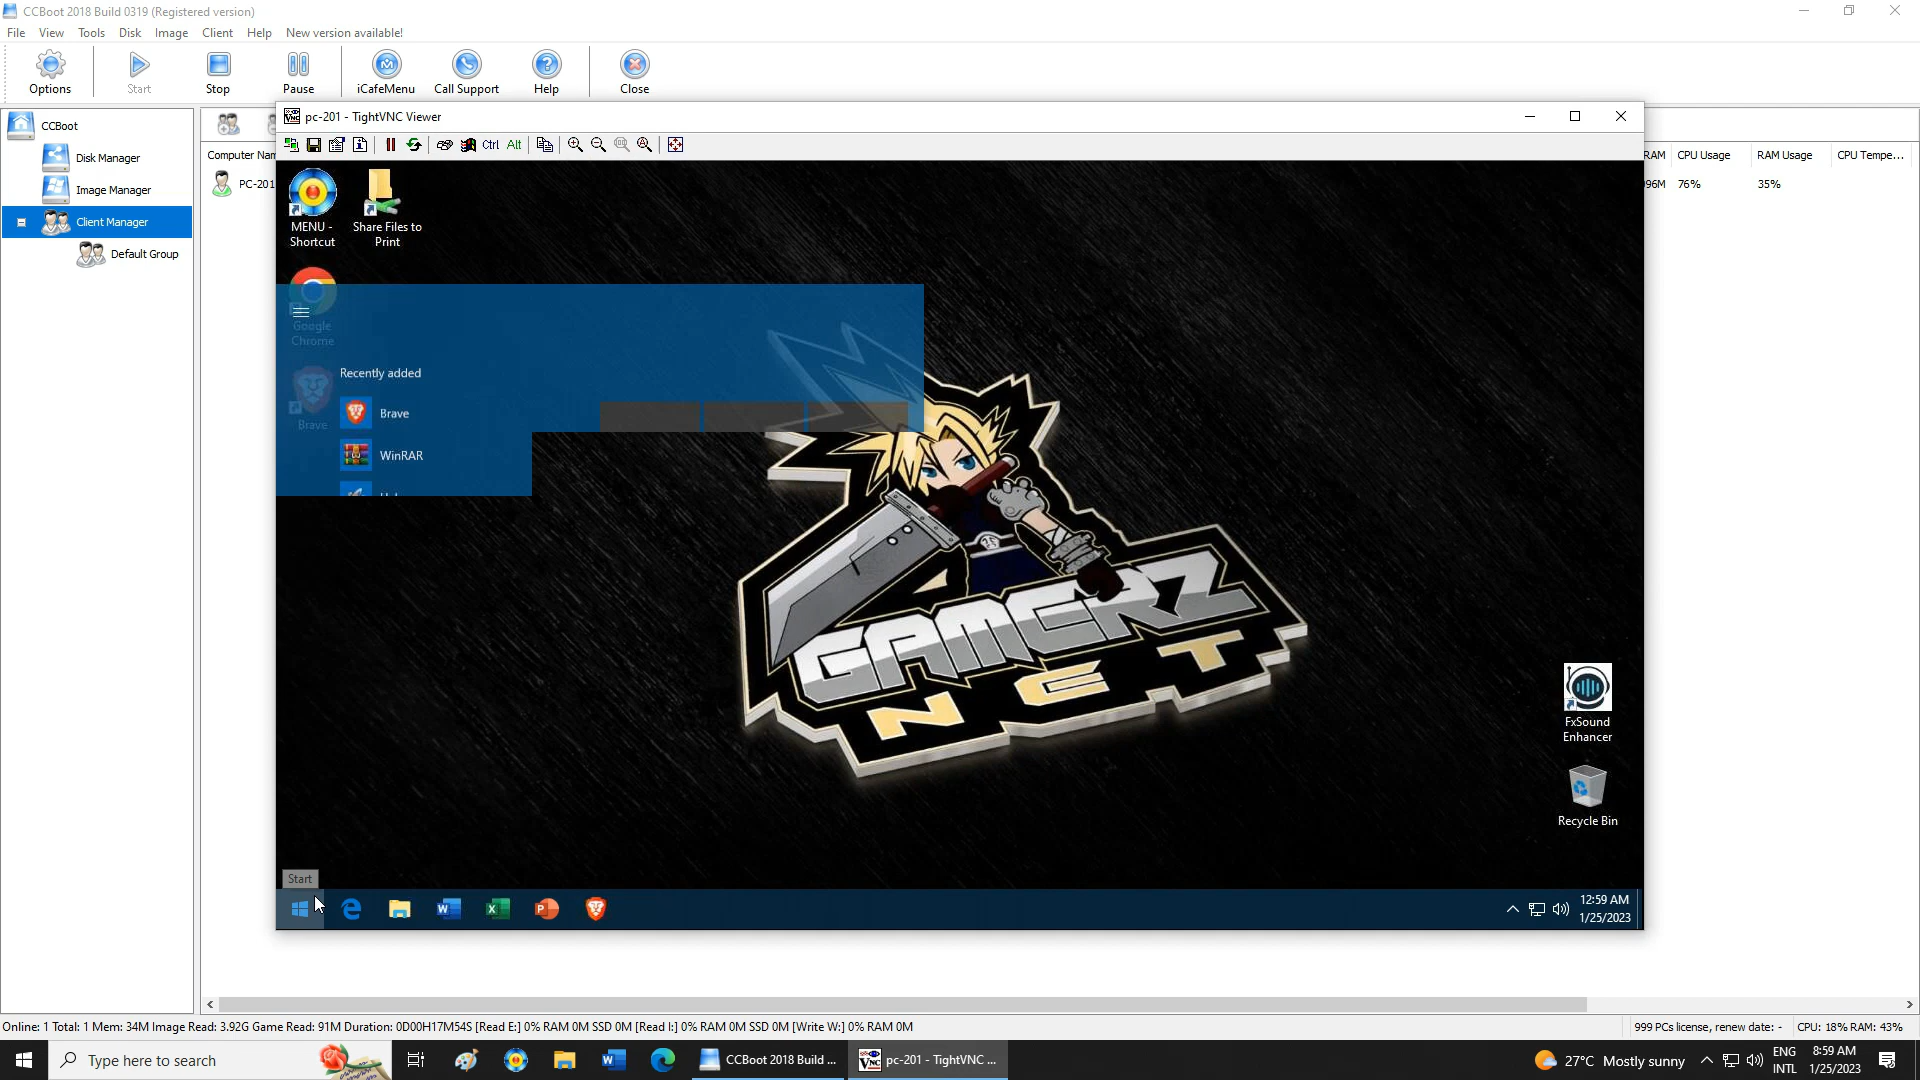 CCBoot 2018 Build 0319 (Registered version)
File View Tools Disk Image Client Help New version available!
Options Start Stop Pause iCafeMenu Call Support Help Close
CCBoot
Disk Manager
Image Manager
Client Manager
Default Group
pc-201 - TightVNC Viewer
Ctrl Alt
Computer Nam
RAM CPU Usage RAM Usage CPU Tempe...
PC-201
96M 76% 35%
MENU - Shortcut
Share Files to Print
Google Chrome
Recently added
Brave
Brave
WinRAR
GAMERZ
NET
FxSound Enhancer
Recycle Bin
Start
12:59 AM
1/25/2023
Online: 1 Total: 1 Mem: 34M Image Read: 3.92G Game Read: 91M Duration: 0D00H17M54S [Read E:] 0% RAM 0M SSD 0M [Read I:] 0% RAM 0M SSD 0M [Write W:] 0% RAM 0M
999 PCs license, renew date: - CPU: 18% RAM: 43%
Type here to search
CCBoot 2018 Build ...
pc-201 - TightVNC ...
27°C Mostly sunny
ENG
INTL
8:59 AM
1/25/2023